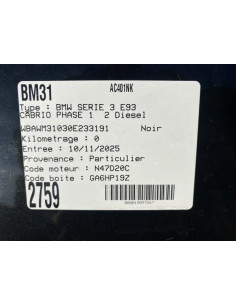 BM31
AC401NK
Type : BMW SERIE 3 E93
CABRIO PHASE 1 2 Diesel
WBAWM31030E233191 Noir
Kilometrage : 0
Entree : 10/11/2025
Provenance : Particulier
Code moteur : N47D20C
Code boite : GA6HP19Z
2759